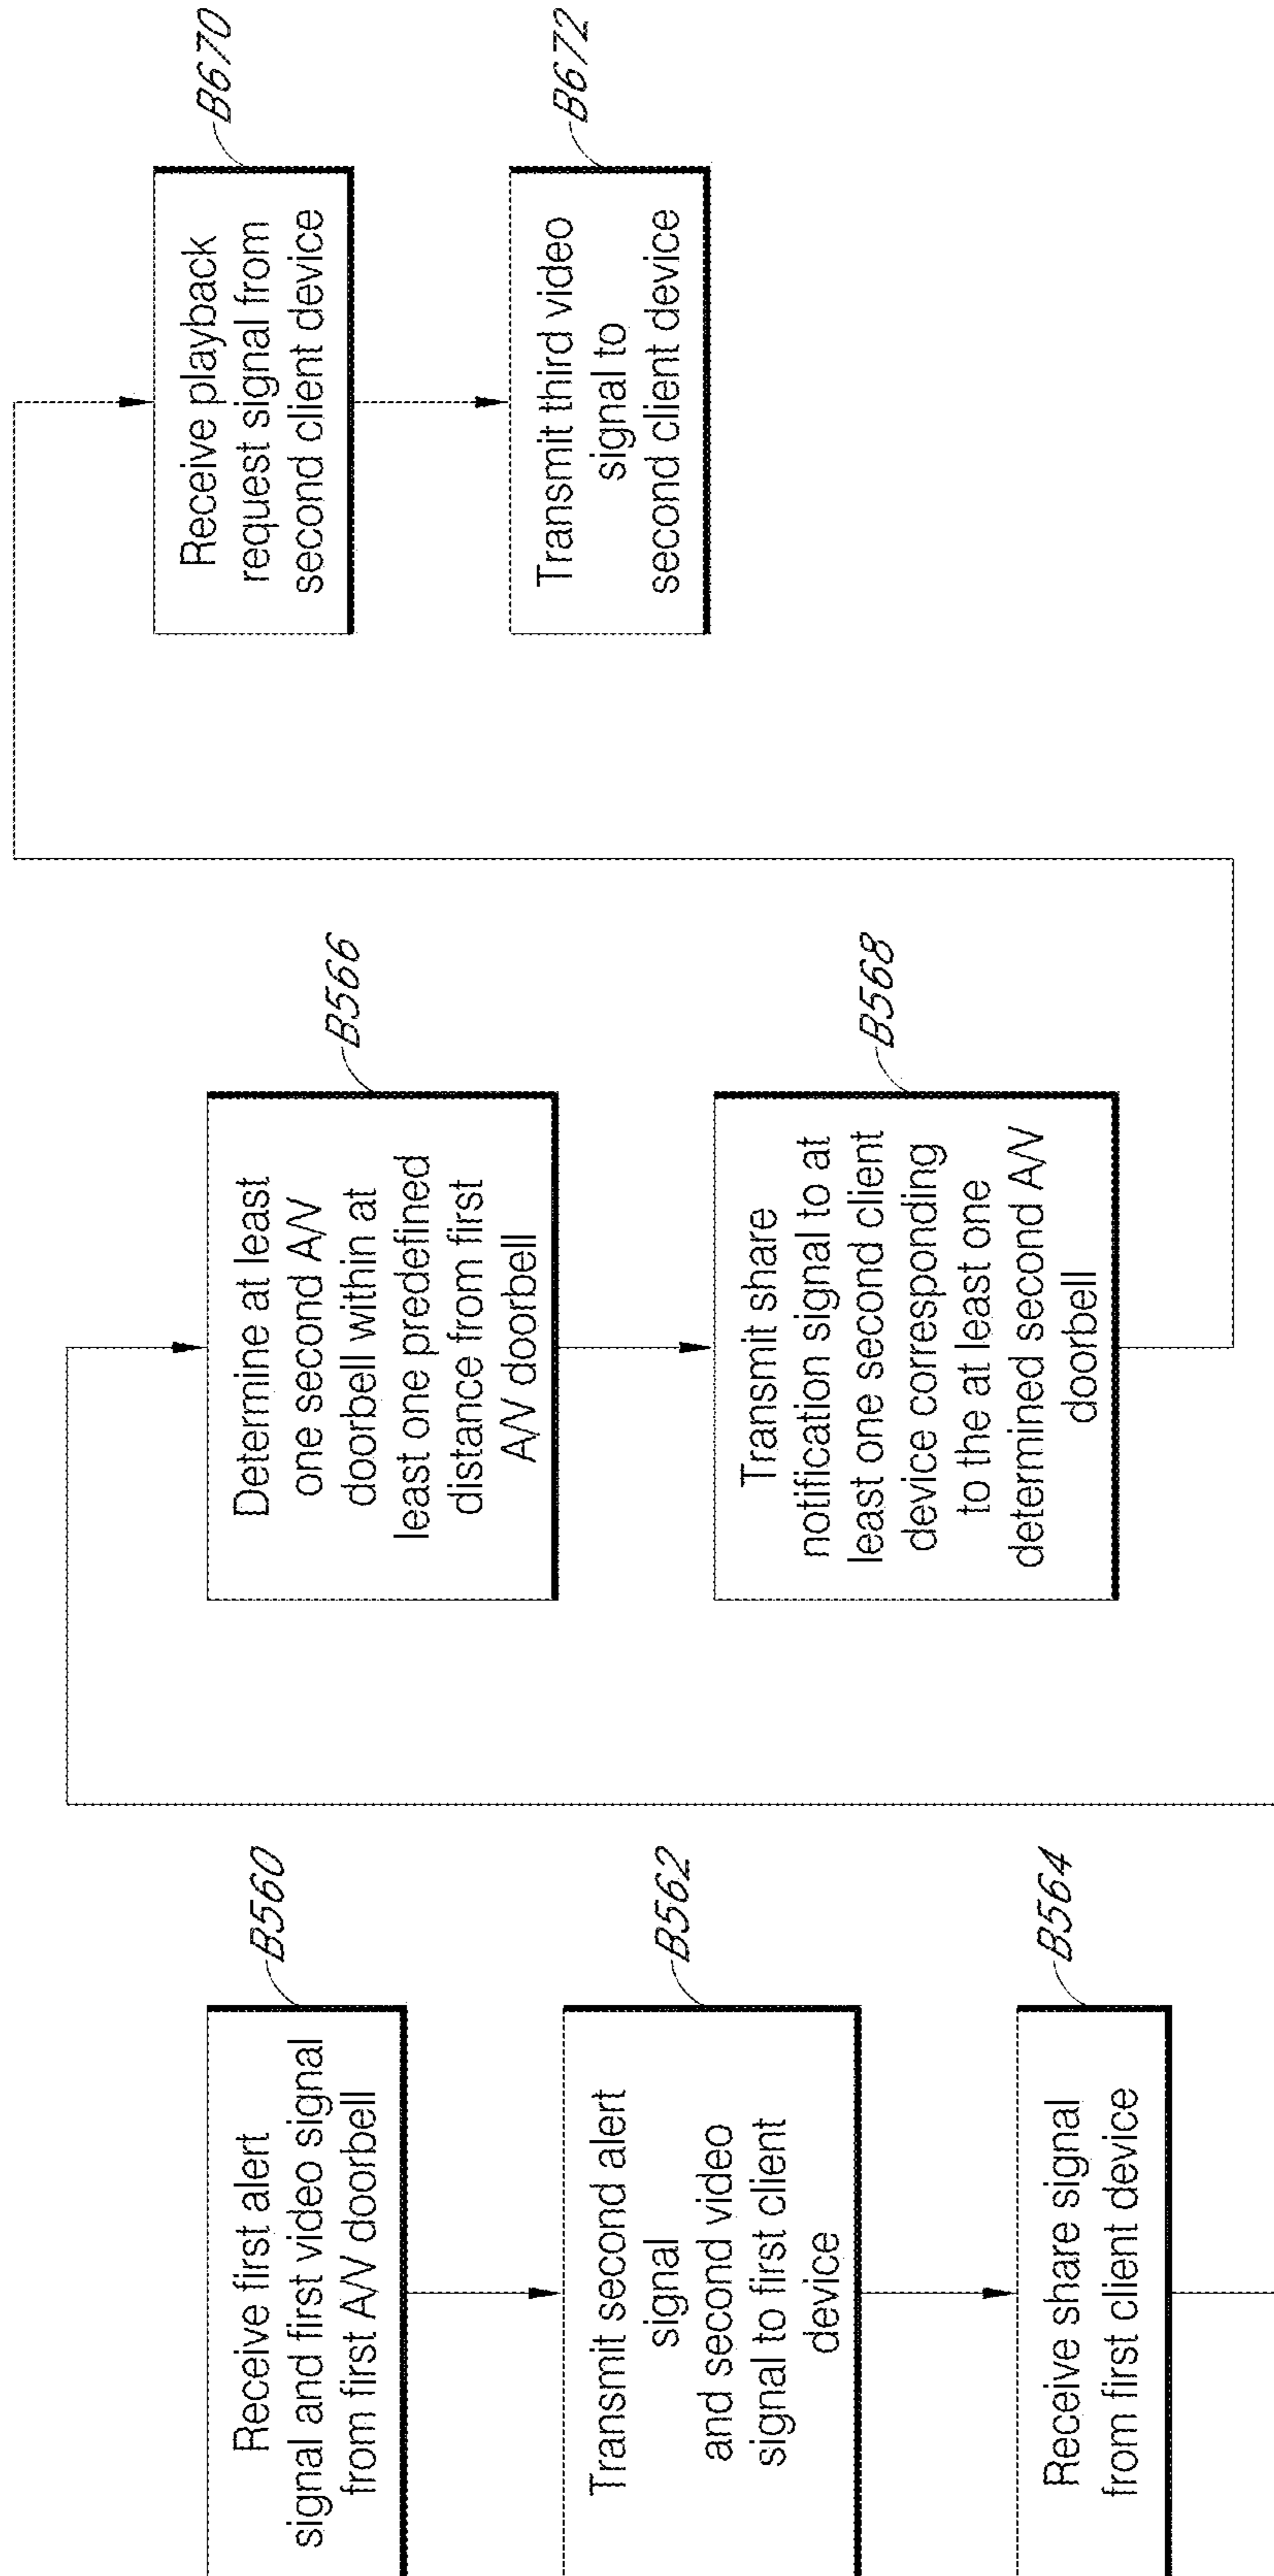 Receive first alert
signal and first video signal
from first A/V doorbell
B560
Transmit second alert
signal
and second video
signal to first client
device
B562
Receive share signal
from first client device
B564
Determine at least
one second A/V
doorbell within at
least one predefined
distance from first
A/V doorbell
B566
Transmit share
notification signal to at
least one second client
device corresponding
to the at least one
determined second A/V
doorbell
B568
Receive playback
request signal from
second client device
B670
Transmit third video
signal to
second client device
B672